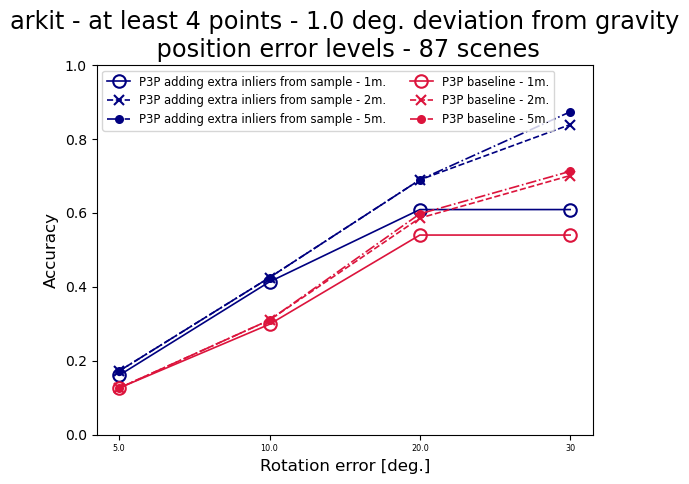 arkit - at least 4 points - 1.0 deg. deviation from gravity
position error levels - 87 scenes
P3P adding extra inliers from sample - 1m.
P3P adding extra inliers from sample - 2m.
P3P adding extra inliers from sample - 5m.
P3P baseline - 1m.
P3P baseline - 2m.
P3P baseline - 5m.
Accuracy
1.0
0.8
0.6
0.4
0.2
0.0
5.0 10.0 20.0 30
Rotation error [deg.]